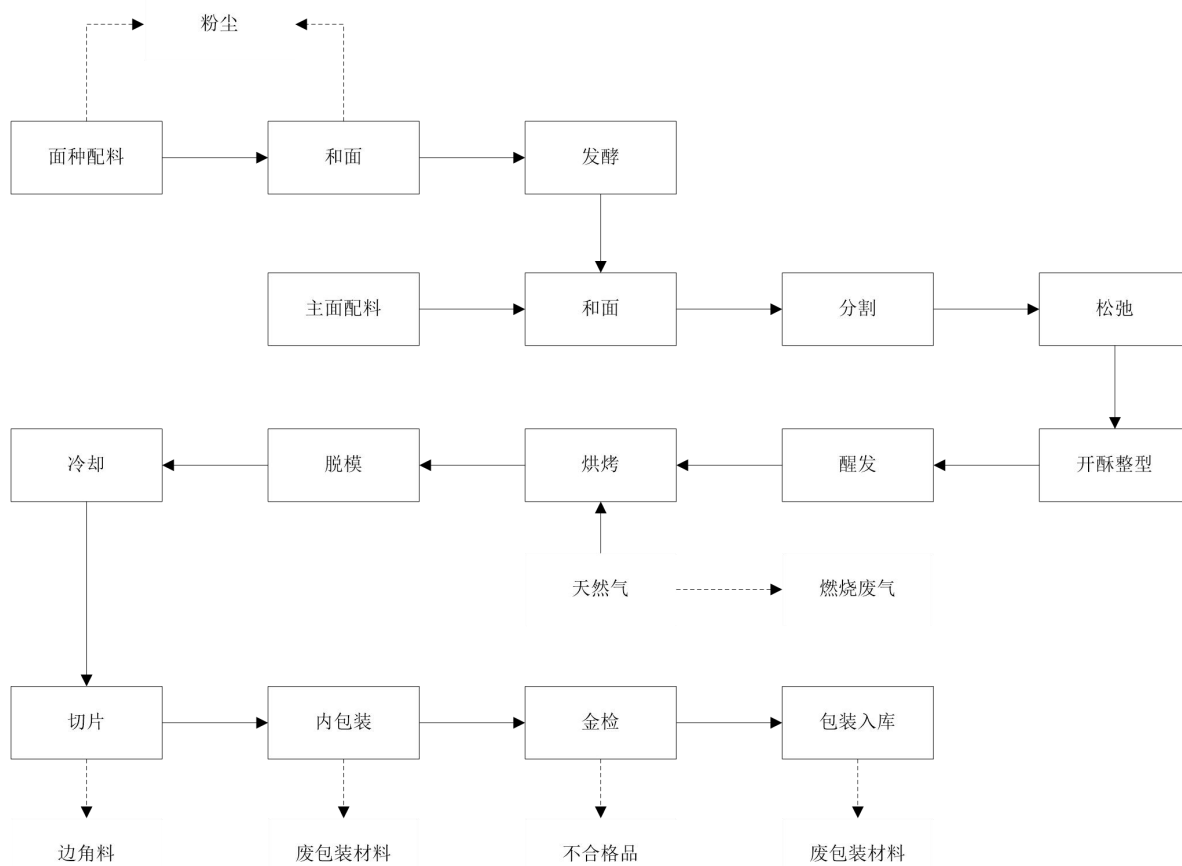 粉尘
面种配料
和面
发酵
主面配料
和面
分割
松弛
冷却
脱模
烘烤
醒发
开酥整型
天然气
燃烧废气
切片
内包装
金检
包装入库
边角料
废包装材料
不合格品
废包装材料